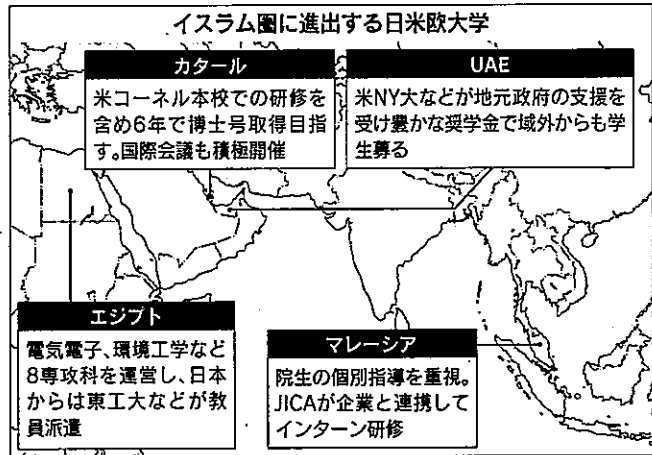 イスラム圏に進出する日米欧大学
カタール
米コーネル本校での研修を
含め6年で博士号取得目指
す。国際会議も積極開催
UAE
米NY大などが地元政府の支援を
受け豊かな奨学金で域外からも学
生募る
エジプト
電気電子、環境工学など
8専攻科を運営し、日本
からは東工大などが教
員派遣
マレーシア
院生の個別指導を重視。
JICAが企業と連携して
インターン研修